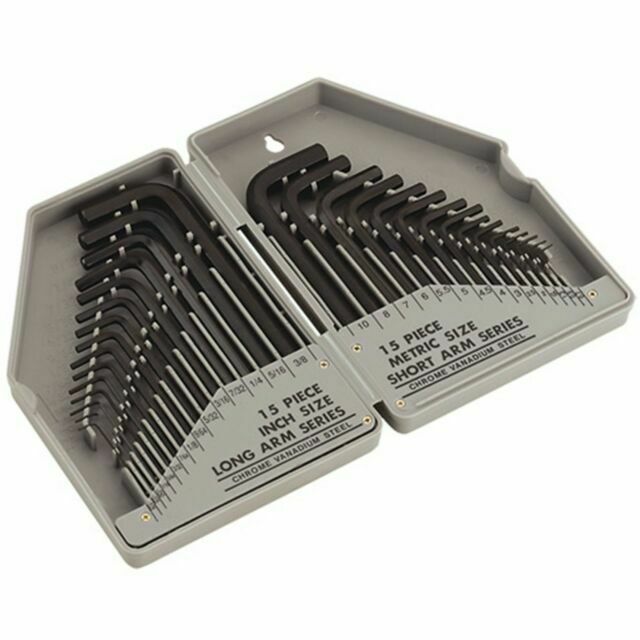 3/16 7/32 1/4 5/16 3/8
5/32
9/64
1/8
15 PIECE
INCH SIZE
LONG ARM SERIES
CHROME VANADIUM STEEL
10 8 7 6 5.5 5 4.5 4 3
15 PIECE
METRIC SIZE
SHORT ARM SERIES
CHROME VANADIUM STEEL